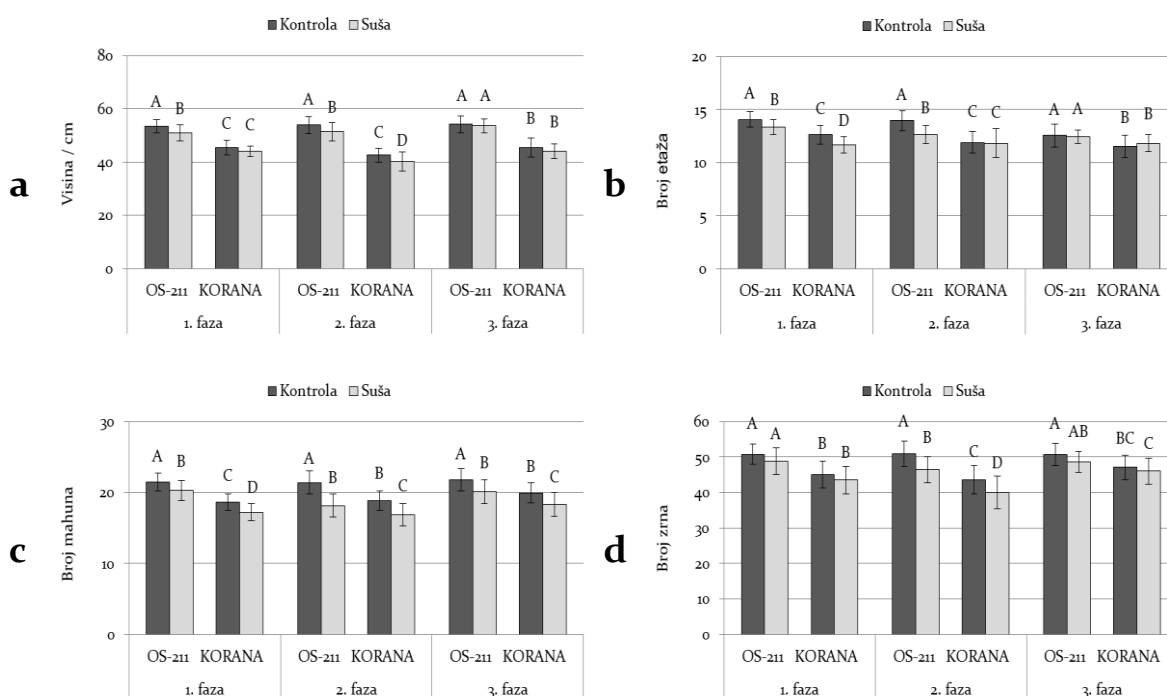 Kontrola Suša
80
60
40
20
0
Visina / cm
A B C C A B C D A A B B
OS-211 KORANA OS-211 KORANA OS-211 KORANA
1. faza 2. faza 3. faza
a
Kontrola Suša
20
15
10
5
0
Broj etaža
A B C D A B C C A A B B
OS-211 KORANA OS-211 KORANA OS-211 KORANA
1. faza 2. faza 3. faza
b
Kontrola Suša
30
20
10
0
Broj mahuna
A B C D A B B C A B B C
OS-211 KORANA OS-211 KORANA OS-211 KORANA
1. faza 2. faza 3. faza
c
Kontrola Suša
60
50
40
30
20
10
0
Broj zrna
A A B B A B C D A AB BC C
OS-211 KORANA OS-211 KORANA OS-211 KORANA
1. faza 2. faza 3. faza
d